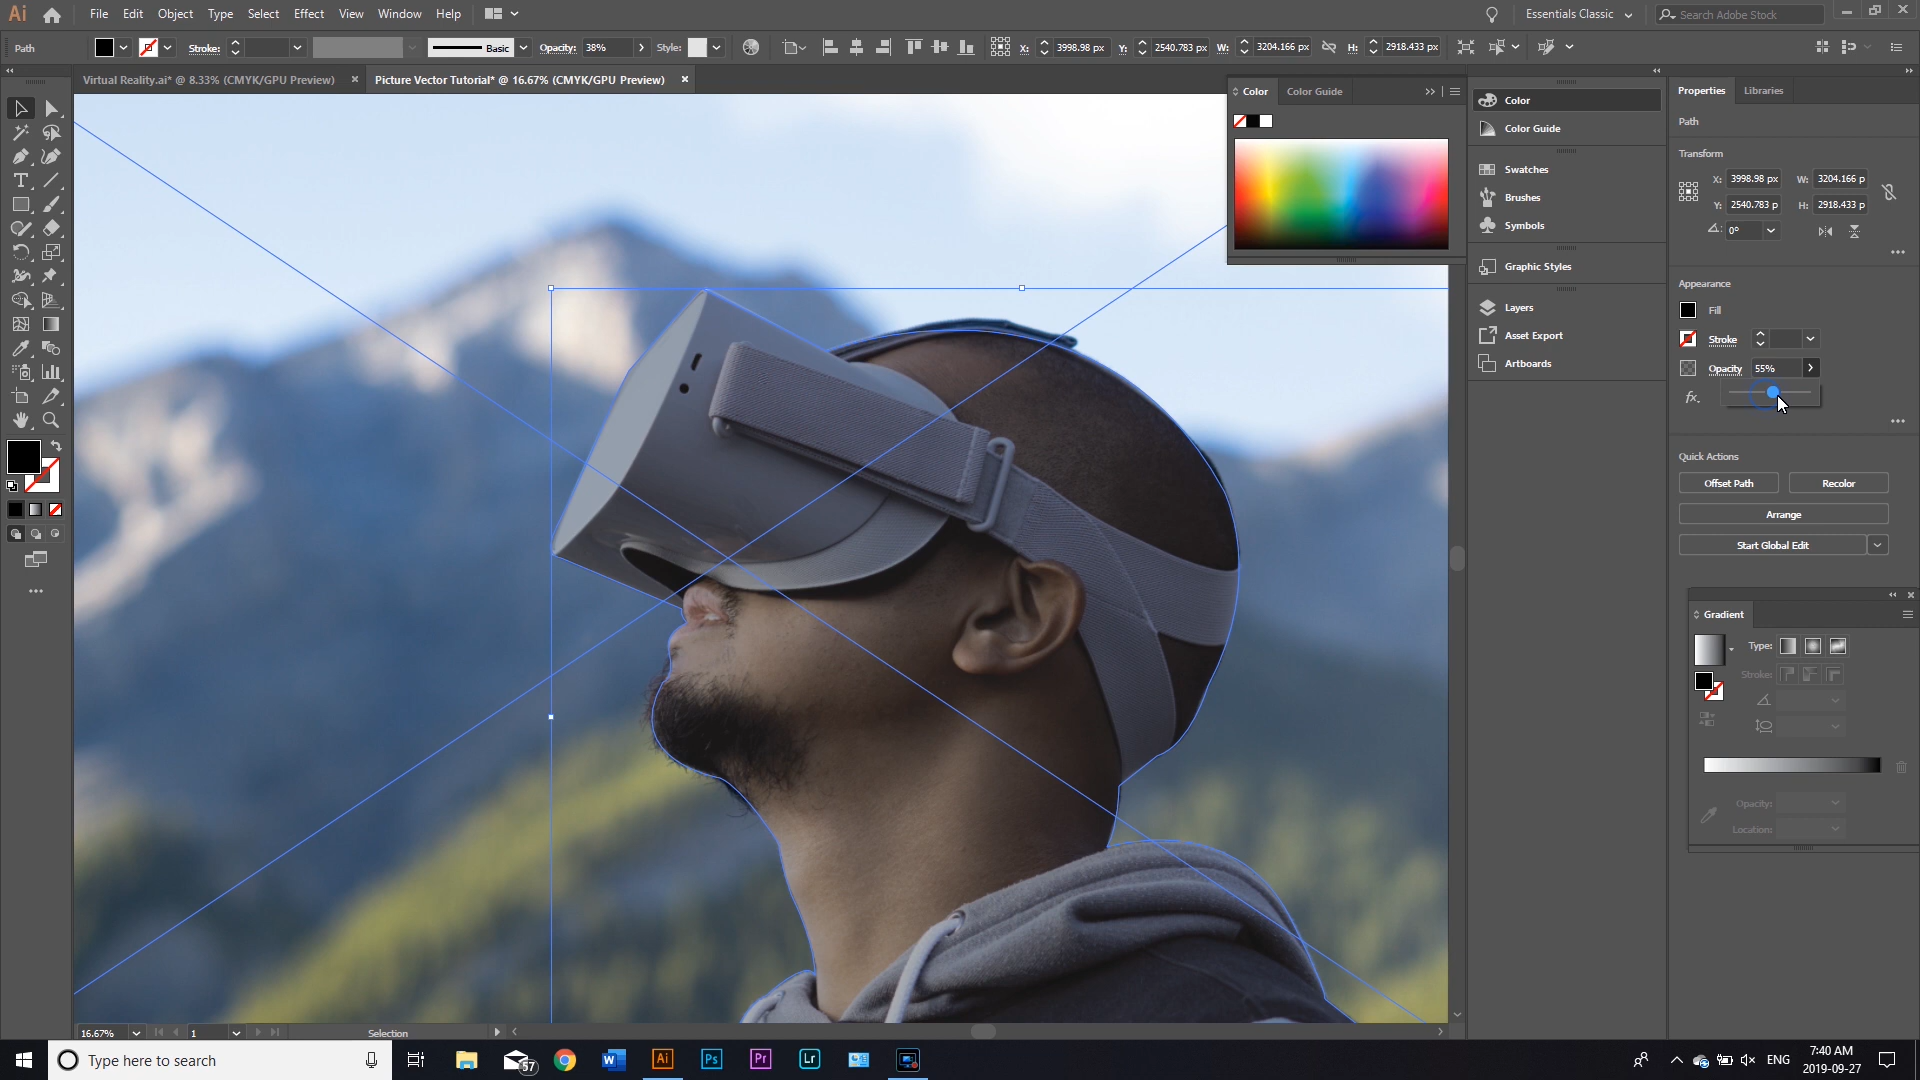 Ai File Edit Object Type Select Effect View Window Help Essentials Classic Search Adobe Stock
Path Stroke: Basic Opacity: 38% Style: X: 3998.98 px Y: 2540.783 px W: 3204.166 px H: 2918.433 px
Virtual Reality.ai* @ 8.33% (CMYK/GPU Preview) Picture Vector Tutorial* @ 16.67% (CMYK/GPU Preview)
Color Color Guide
Color
Color Guide
Swatches
Brushes
Symbols
Graphic Styles
Layers
Asset Export
Artboards
Properties Libraries
Path
Transform
X: 3998.98 px W: 3204.166 p
Y: 2540.783 p H: 2918.433 p
0°
Appearance
Fill
Stroke
Opacity 55%
fx.
Quick Actions
Offset Path Recolor
Arrange
Start Global Edit
Gradient
Type:
Stroke:
Opacity:
Location:
16.67% 1 Selection
Type here to search 57 Ai Ps Pr Lr ENG 7:40 AM
2019-09-27